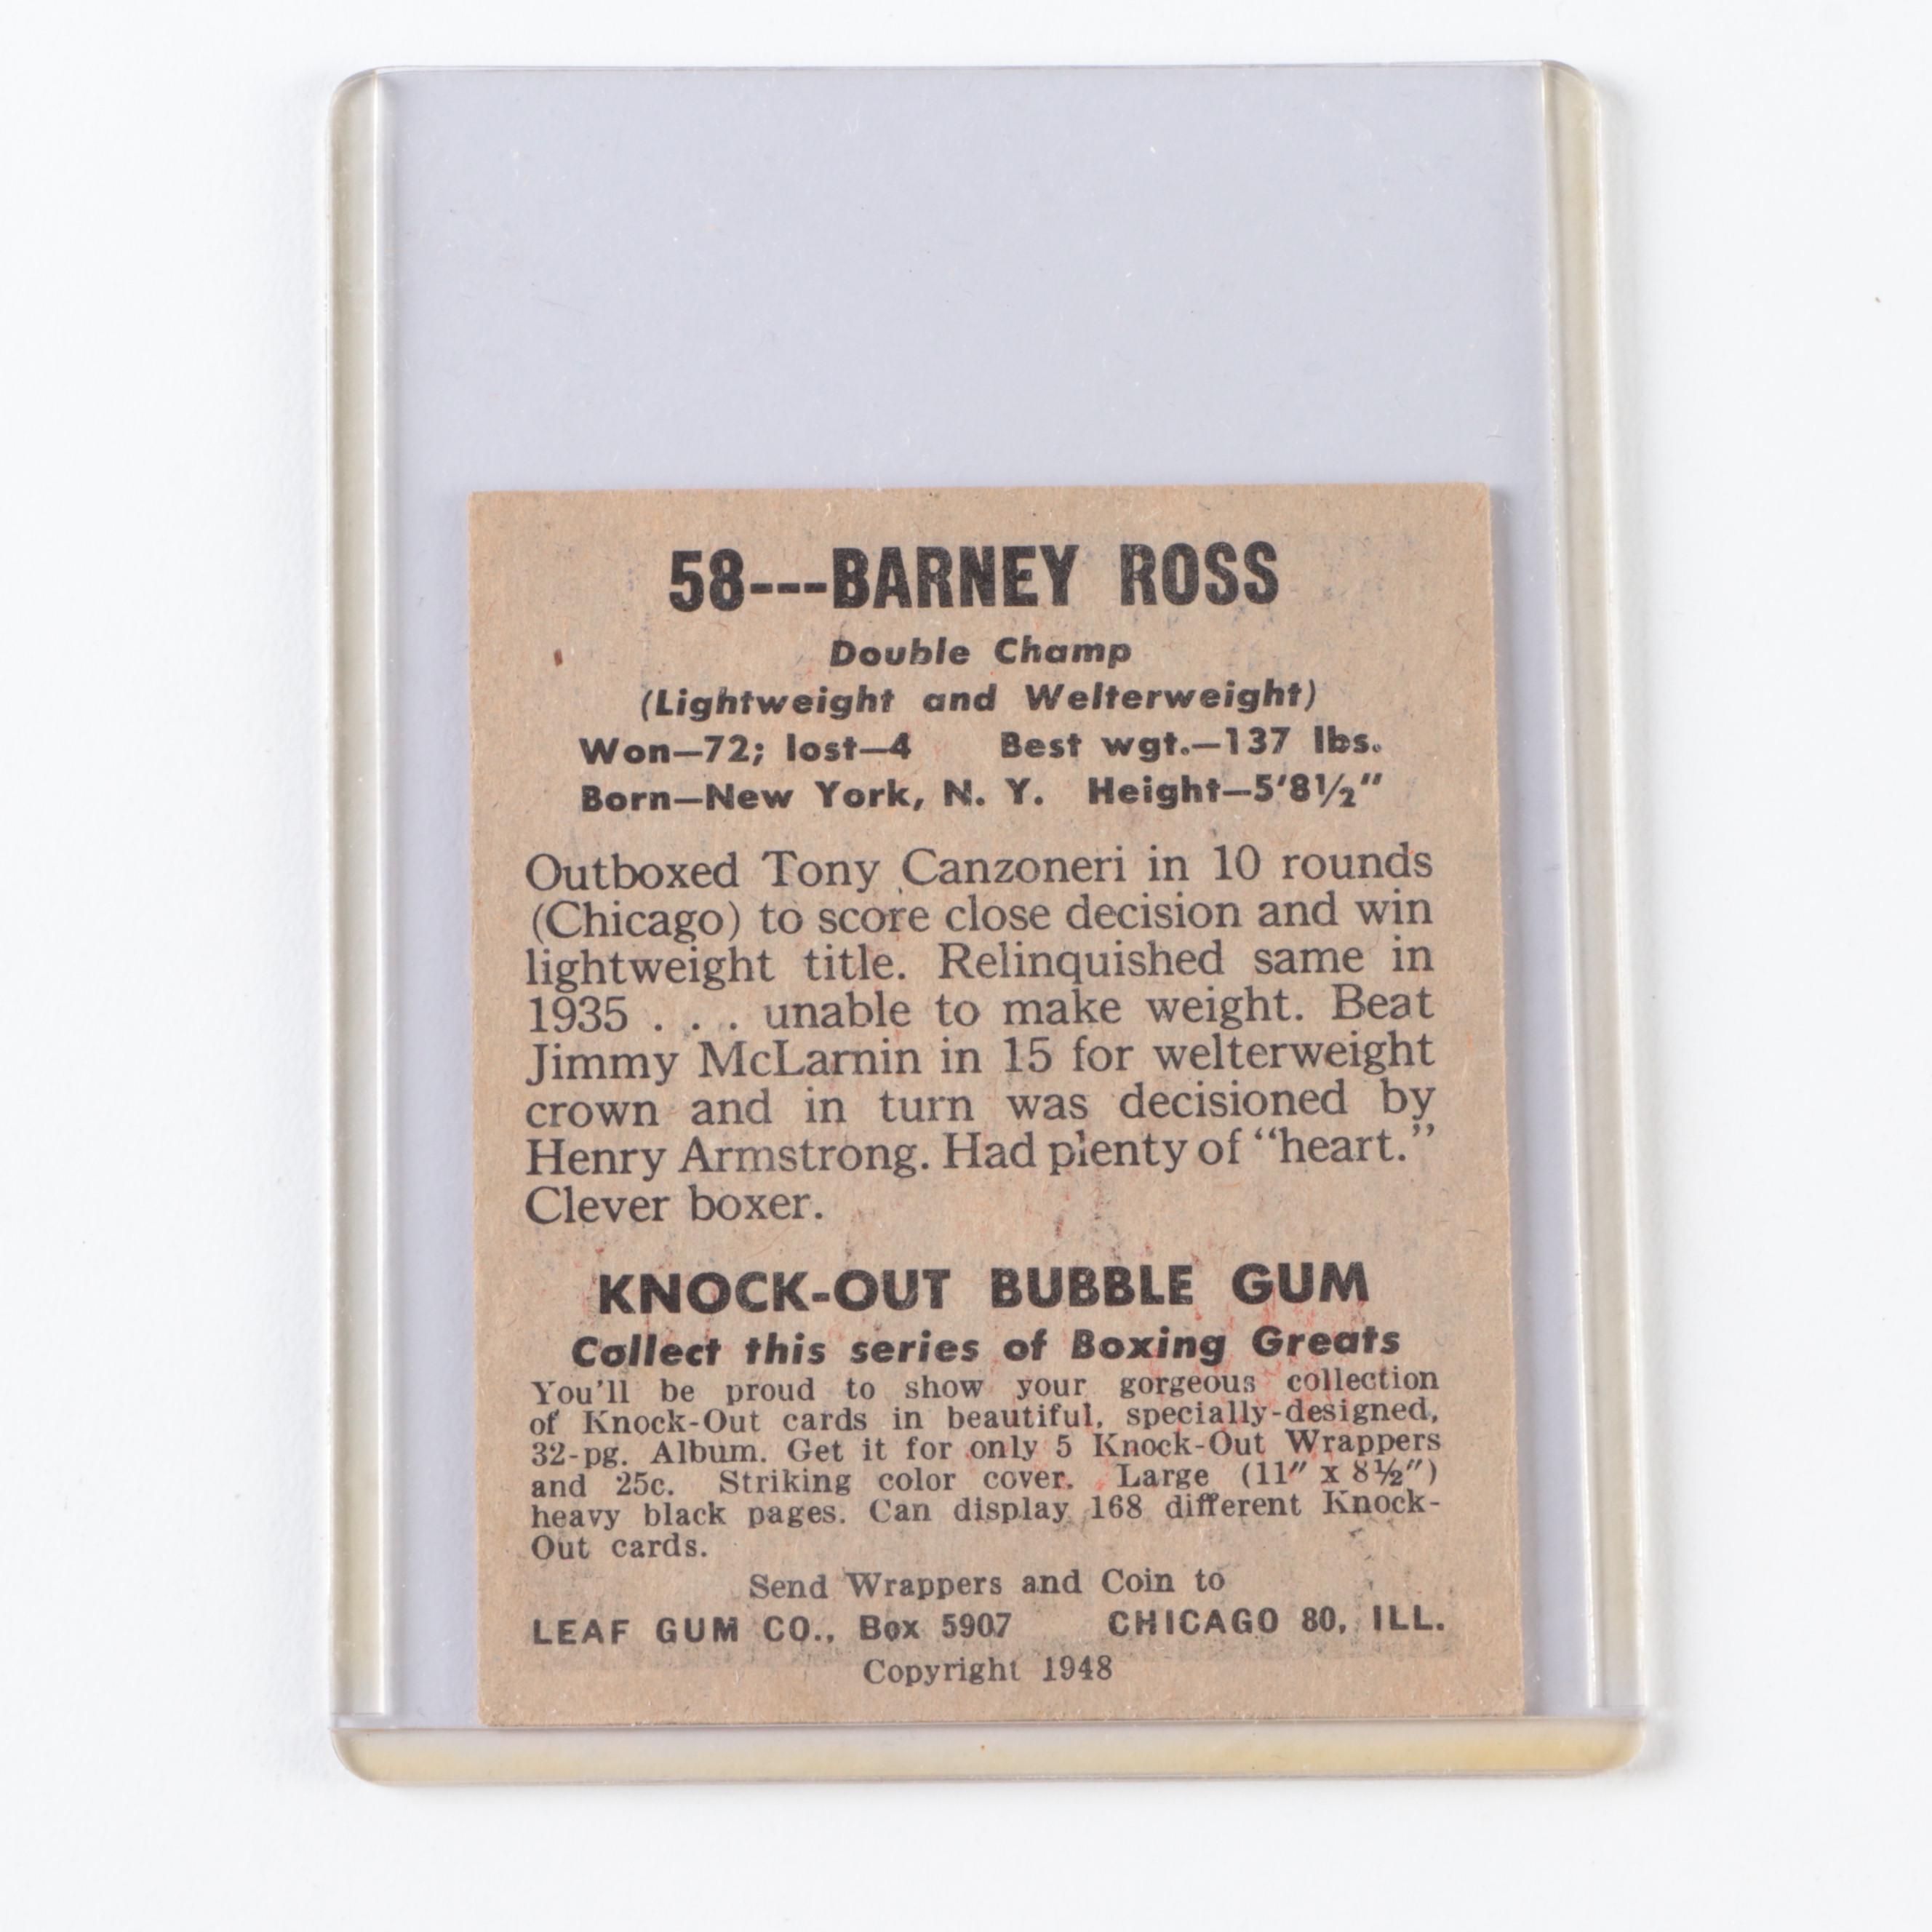 58---BARNEY ROSS
Double Champ
(Lightweight and Welterweight)
Won—72; lost—4 Best wgt.—137 lbs.
Born—New York, N. Y. Height—5'8½"
Outboxed Tony Canzoneri in 10 rounds
(Chicago) to score close decision and win
lightweight title. Relinquished same in
1935 . . . unable to make weight. Beat
Jimmy McLarnin in 15 for welterweight
crown and in turn was decisioned by
Henry Armstrong. Had plenty of "heart."
Clever boxer.
KNOCK-OUT BUBBLE GUM
Collect this series of Boxing Greats
You'll be proud to show your gorgeous collection
of Knock-Out cards in beautiful, specially-designed,
32-pg. Album. Get it for only 5 Knock-Out Wrappers
and 25c. Striking color cover. Large (11" x 8½")
heavy black pages. Can display 168 different Knock-
Out cards.
Send Wrappers and Coin to
LEAF GUM CO., Box 5907 CHICAGO 80, ILL.
Copyright 1948